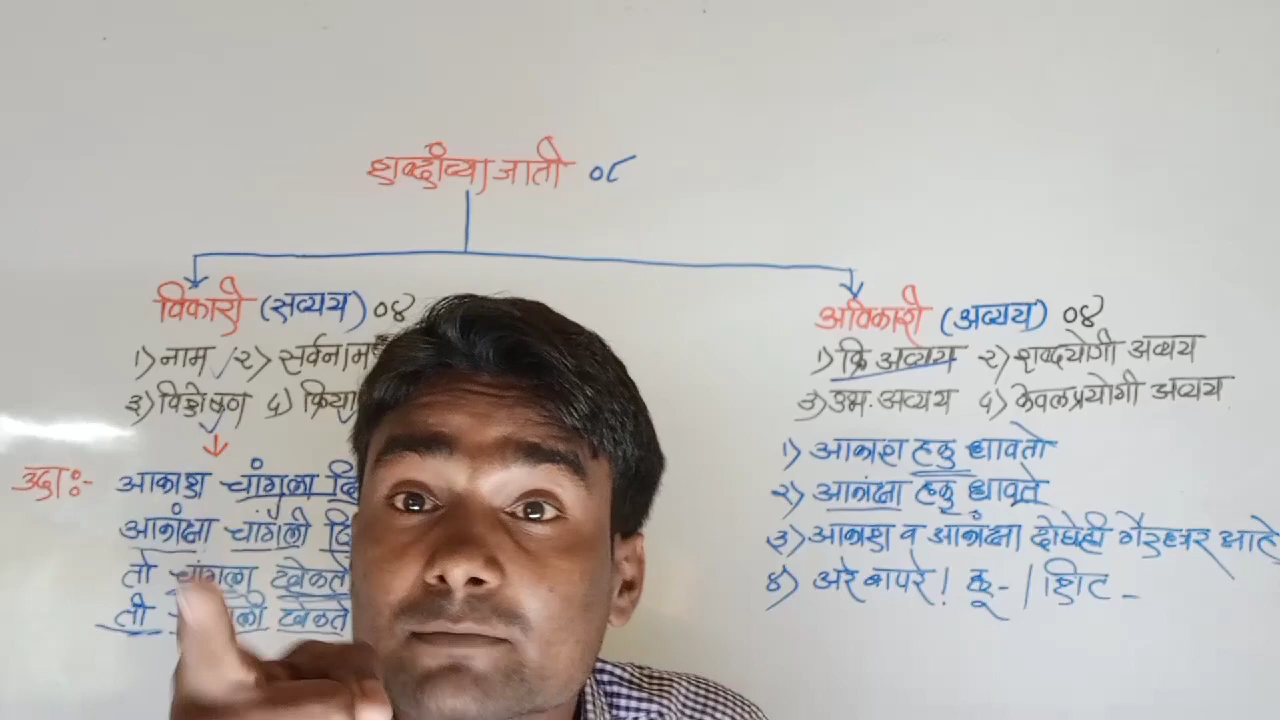 शब्दांच्या जाती ०८
विकारी (सव्यय) ०४
१) नाम २) सर्वनाम
३) विशेषण ४) क्रिया
उदा:-
आकाश चांगला दि
आकांक्षा चांगली दि
तो चांगला खेळतो
ती ली खेळते
अविकारी (अव्यय) ०४
१) क्रि अव्यय २) शब्दयोगी अव्यय
३) उभ. अव्यय ४) केवलप्रयोगी अव्यय
१) आकाश हळु धावतो
२) आकांक्षा हळु धावते
३) आकाश व आकांक्षा दोघेही गैरहजर आहे
४) अरे बापरे! / शिट -